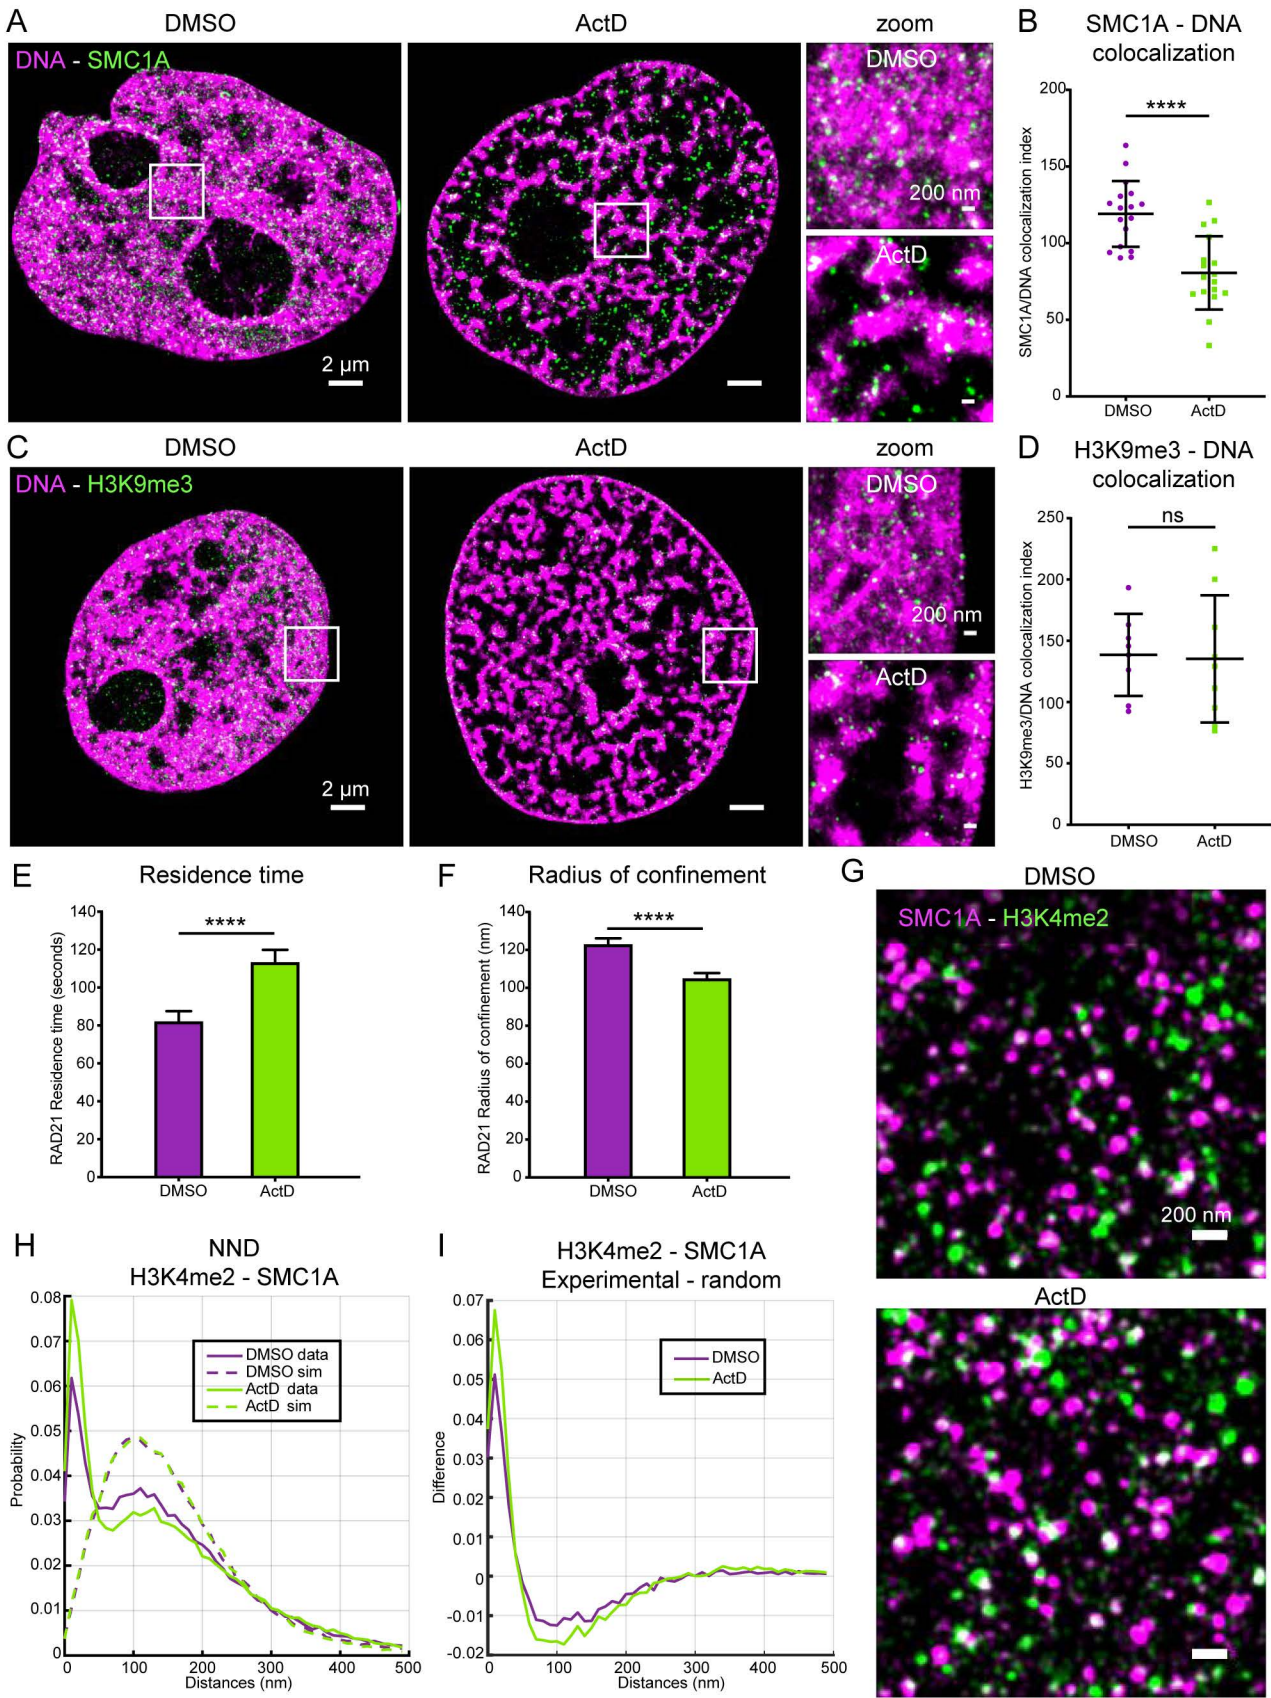 A
DMSO
ActD
zoom
DNA - SMC1A
2 µm
DMSO
200 nm
ActD
B
SMC1A - DNA
colocalization
SMC1A/DNA colocalization index
200
150
100
50
0
****
DMSO
ActD
C
DMSO
ActD
zoom
DNA - H3K9me3
2 µm
DMSO
200 nm
ActD
D
H3K9me3 - DNA
colocalization
H3K9me3/DNA colocalization index
250
200
150
100
50
0
ns
DMSO
ActD
E
Residence time
RAD21 Residence time (seconds)
140
120
100
80
60
40
20
0
****
DMSO
ActD
F
Radius of confinement
RAD21 Radius of confinement (nm)
140
120
100
80
60
40
20
0
****
DMSO
ActD
G
DMSO
SMC1A - H3K4me2
200 nm
ActD
H
NND
H3K4me2 - SMC1A
Probability
0.08
0.07
0.06
0.05
0.04
0.03
0.02
0.01
0
DMSO data
DMSO sim
ActD data
ActD sim
0
100
200
300
400
500
Distances (nm)
I
H3K4me2 - SMC1A
Experimental - random
Difference
0.07
0.06
0.05
0.04
0.03
0.02
0.01
0
-0.01
-0.02
DMSO
ActD
0
100
200
300
400
500
Distances (nm)